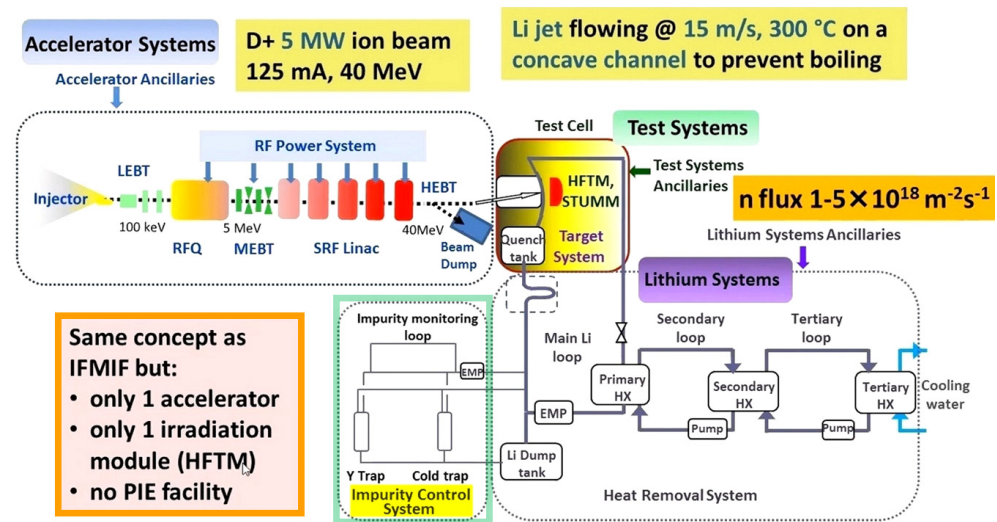 Accelerator Systems
Accelerator Ancillaries
D+ 5 MW ion beam
125 mA, 40 MeV
Li jet flowing @ 15 m/s, 300 °C on a
concave channel to prevent boiling
RF Power System
LEBT
Injector
100 keV
RFQ
5 MeV
MEBT
SRF Linac
HEBT
40MeV
Beam
Dump
Test Cell
Test Systems
Test Systems
Ancillaries
HFTM,
STUMM
Target
System
Quench
tank
n flux 1-5×10¹⁸ m⁻²s⁻¹
Lithium Systems Ancillaries
Lithium Systems
Same concept as
IFMIF but:
• only 1 accelerator
• only 1 irradiation
module (HFTM)
• no PIE facility
Impurity monitoring
loop
EMP
Y Trap
Cold trap
Impurity Control
System
Main Li
loop
EMP
Li Dump
tank
Primary
HX
Secondary
loop
Pump
Secondary
HX
Tertiary
loop
Pump
Tertiary
HX
Cooling
water
Heat Removal System